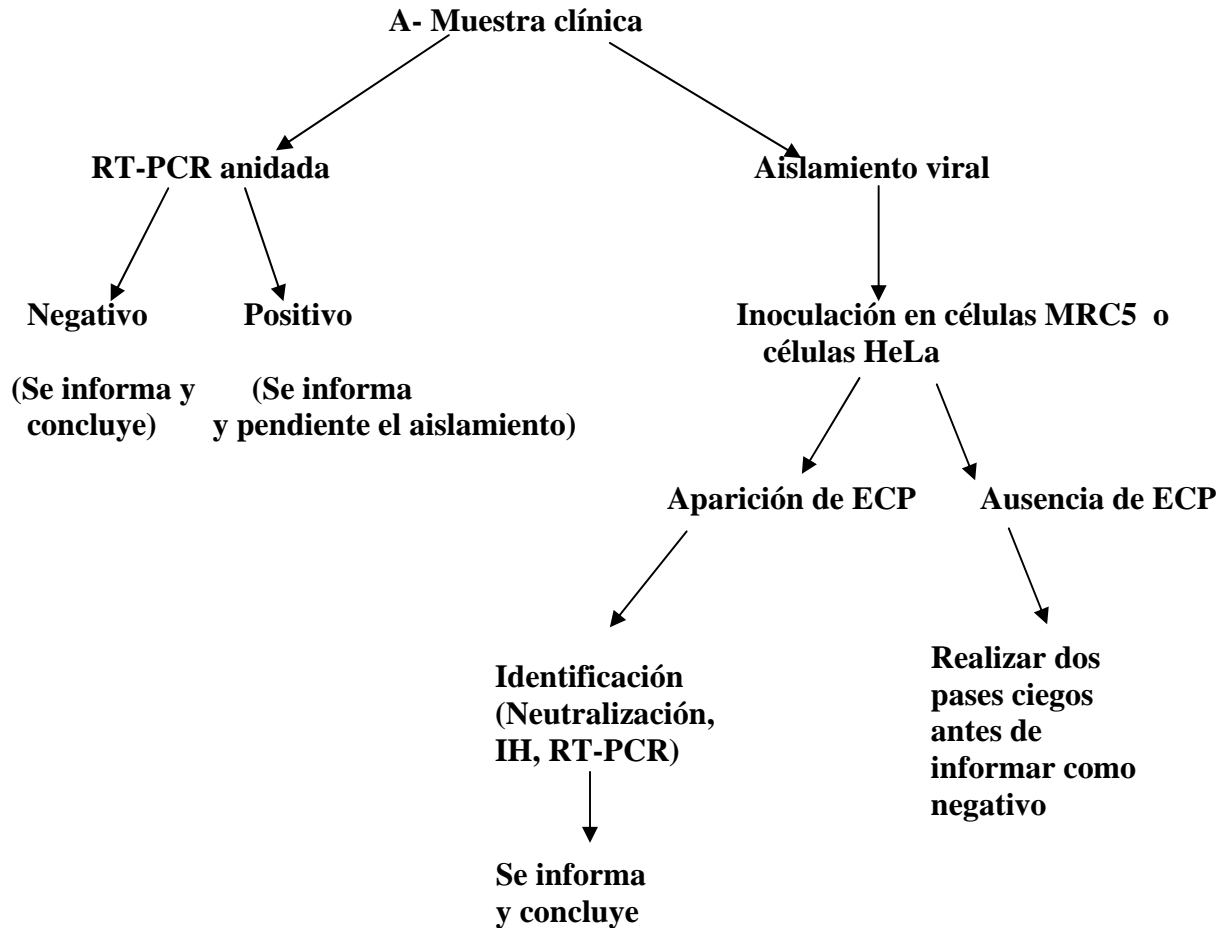 A- Muestra clínica
RT-PCR anidada
Aislamiento viral
Negativo
Positivo
(Se informa y
concluye)
(Se informa
y pendiente el aislamiento)
Inoculación en células MRC5 o
células HeLa
Aparición de ECP
Ausencia de ECP
Identificación
(Neutralización,
IH, RT-PCR)
Realizar dos
pases ciegos
antes de
informar como
negativo
Se informa
y concluye